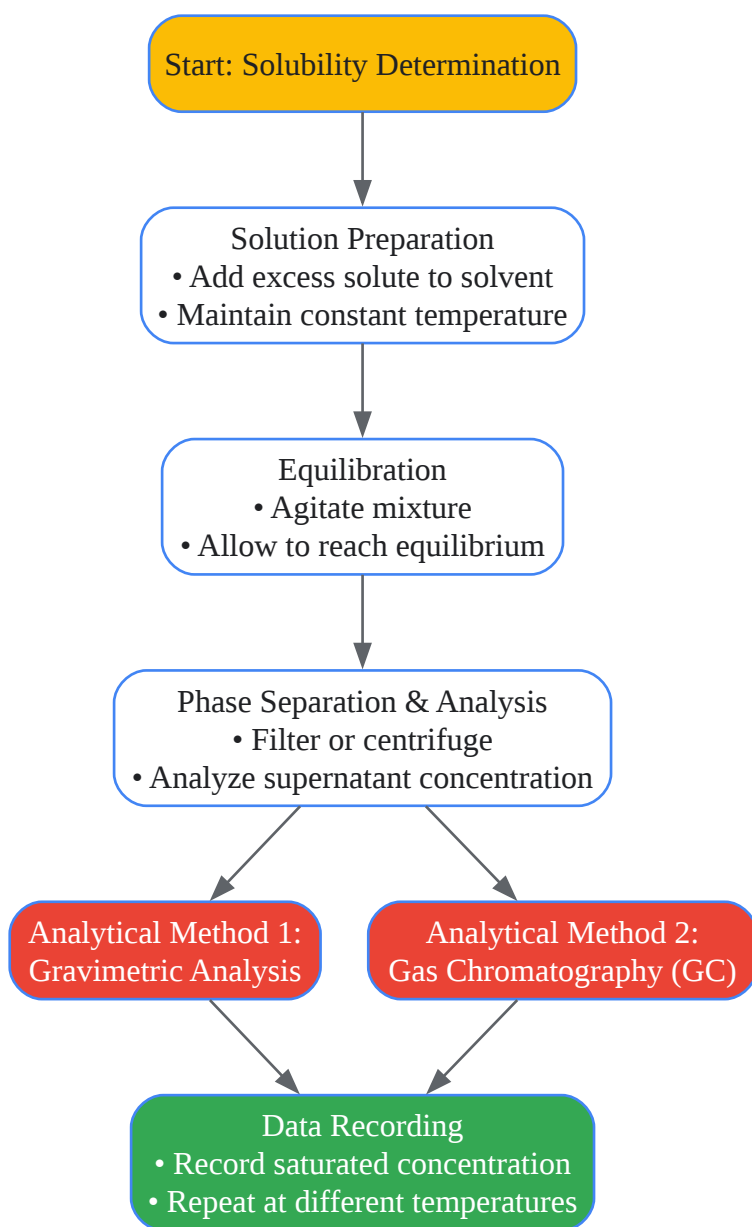 Start: Solubility Determination
Solution Preparation
• Add excess solute to solvent
• Maintain constant temperature
Equilibration
• Agitate mixture
• Allow to reach equilibrium
Phase Separation & Analysis
• Filter or centrifuge
• Analyze supernatant concentration
Analytical Method 1:
Gravimetric Analysis
Analytical Method 2:
Gas Chromatography (GC)
Data Recording
• Record saturated concentration
• Repeat at different temperatures